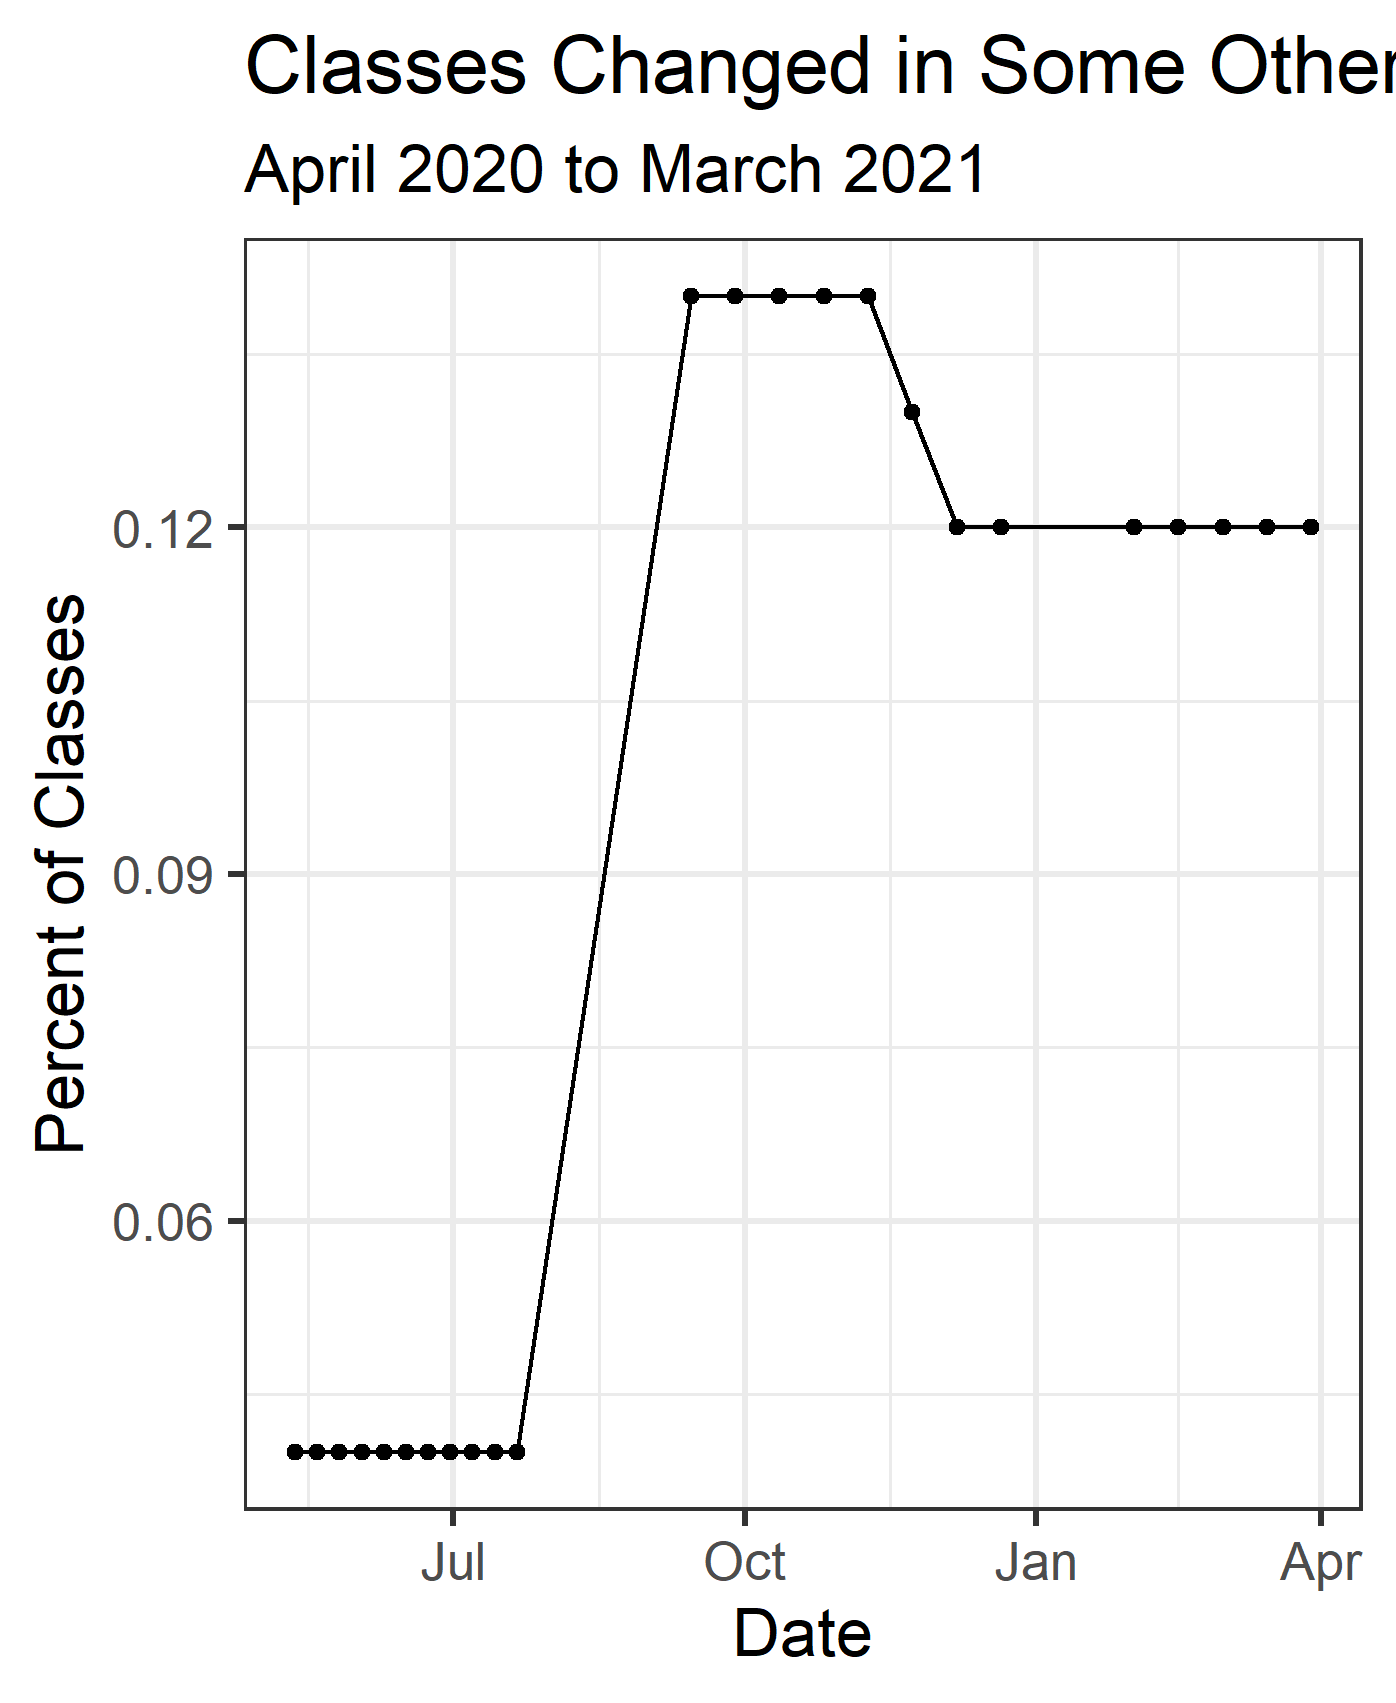 Classes Changed in Some Other
April 2020 to March 2021
0.12
0.09
0.06
Percent of Classes
Jul
Oct
Jan
Apr
Date